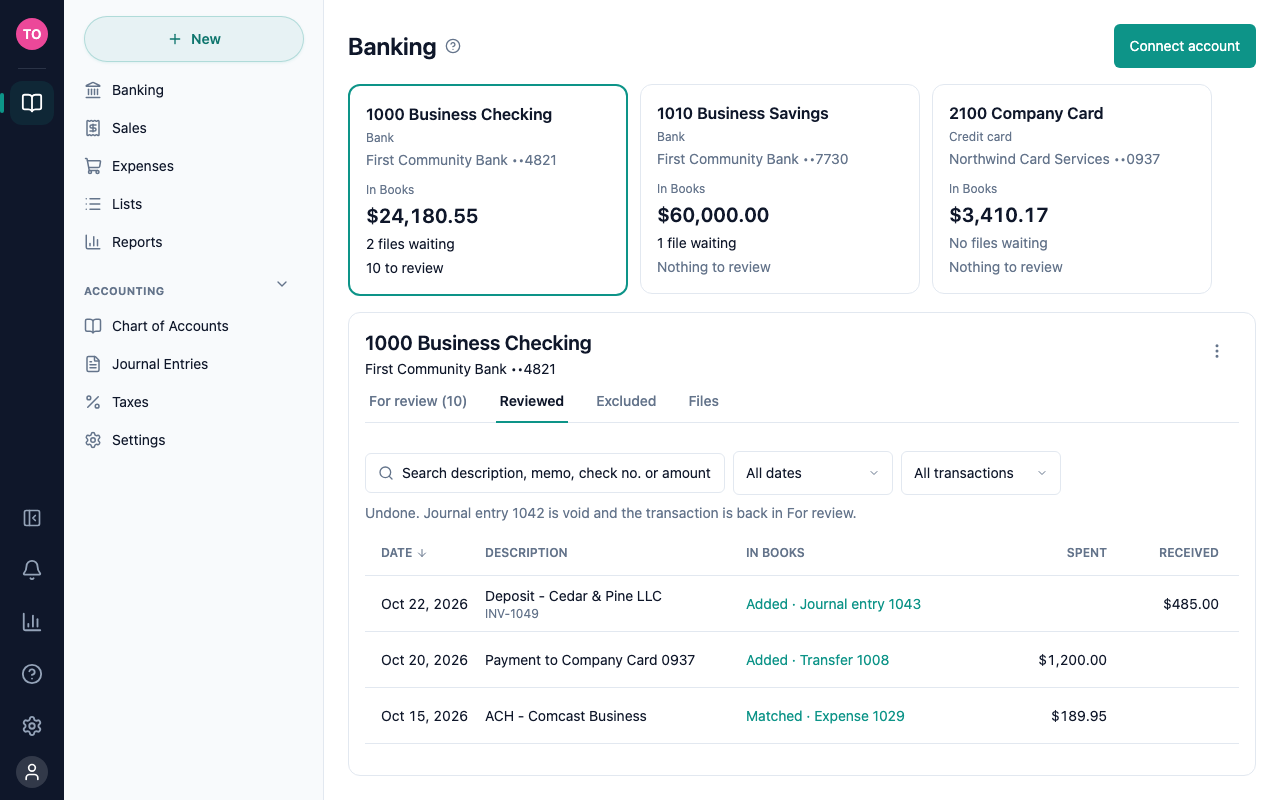 TO
New
Banking
Sales
Expenses
Lists
Reports
ACCOUNTING
Chart of Accounts
Journal Entries
Taxes
Settings
Banking
Connect account
1000 Business Checking
Bank
First Community Bank ••4821
In Books
$24,180.55
2 files waiting
10 to review
1010 Business Savings
Bank
First Community Bank ••7730
In Books
$60,000.00
1 file waiting
Nothing to review
2100 Company Card
Credit card
Northwind Card Services ••0937
In Books
$3,410.17
No files waiting
Nothing to review
1000 Business Checking
First Community Bank ••4821
For review (10) Reviewed Excluded Files
Search description, memo, check no. or amount All dates All transactions
Undone. Journal entry 1042 is void and the transaction is back in For review.
DATE ↓ DESCRIPTION IN BOOKS SPENT RECEIVED
Oct 22, 2026 Deposit - Cedar & Pine LLC Added · Journal entry 1043 $485.00
INV-1049
Oct 20, 2026 Payment to Company Card 0937 Added · Transfer 1008 $1,200.00
Oct 15, 2026 ACH - Comcast Business Matched · Expense 1029 $189.95